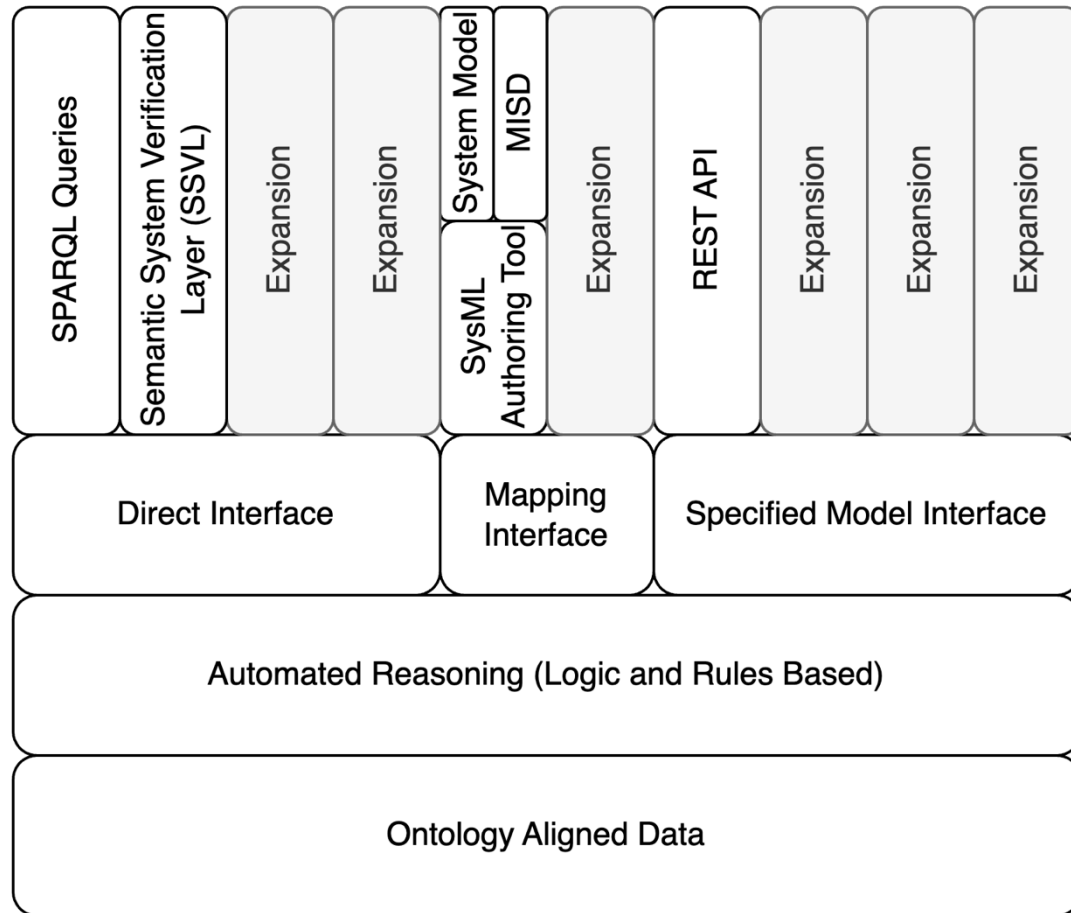 SPARQL Queries
Semantic System Verification
Layer (SSVL)
Expansion
Expansion
System Model
MISD
SysML
Authoring Tool
Expansion
REST API
Expansion
Expansion
Expansion
Direct Interface
Mapping
Interface
Specified Model Interface
Automated Reasoning (Logic and Rules Based)
Ontology Aligned Data